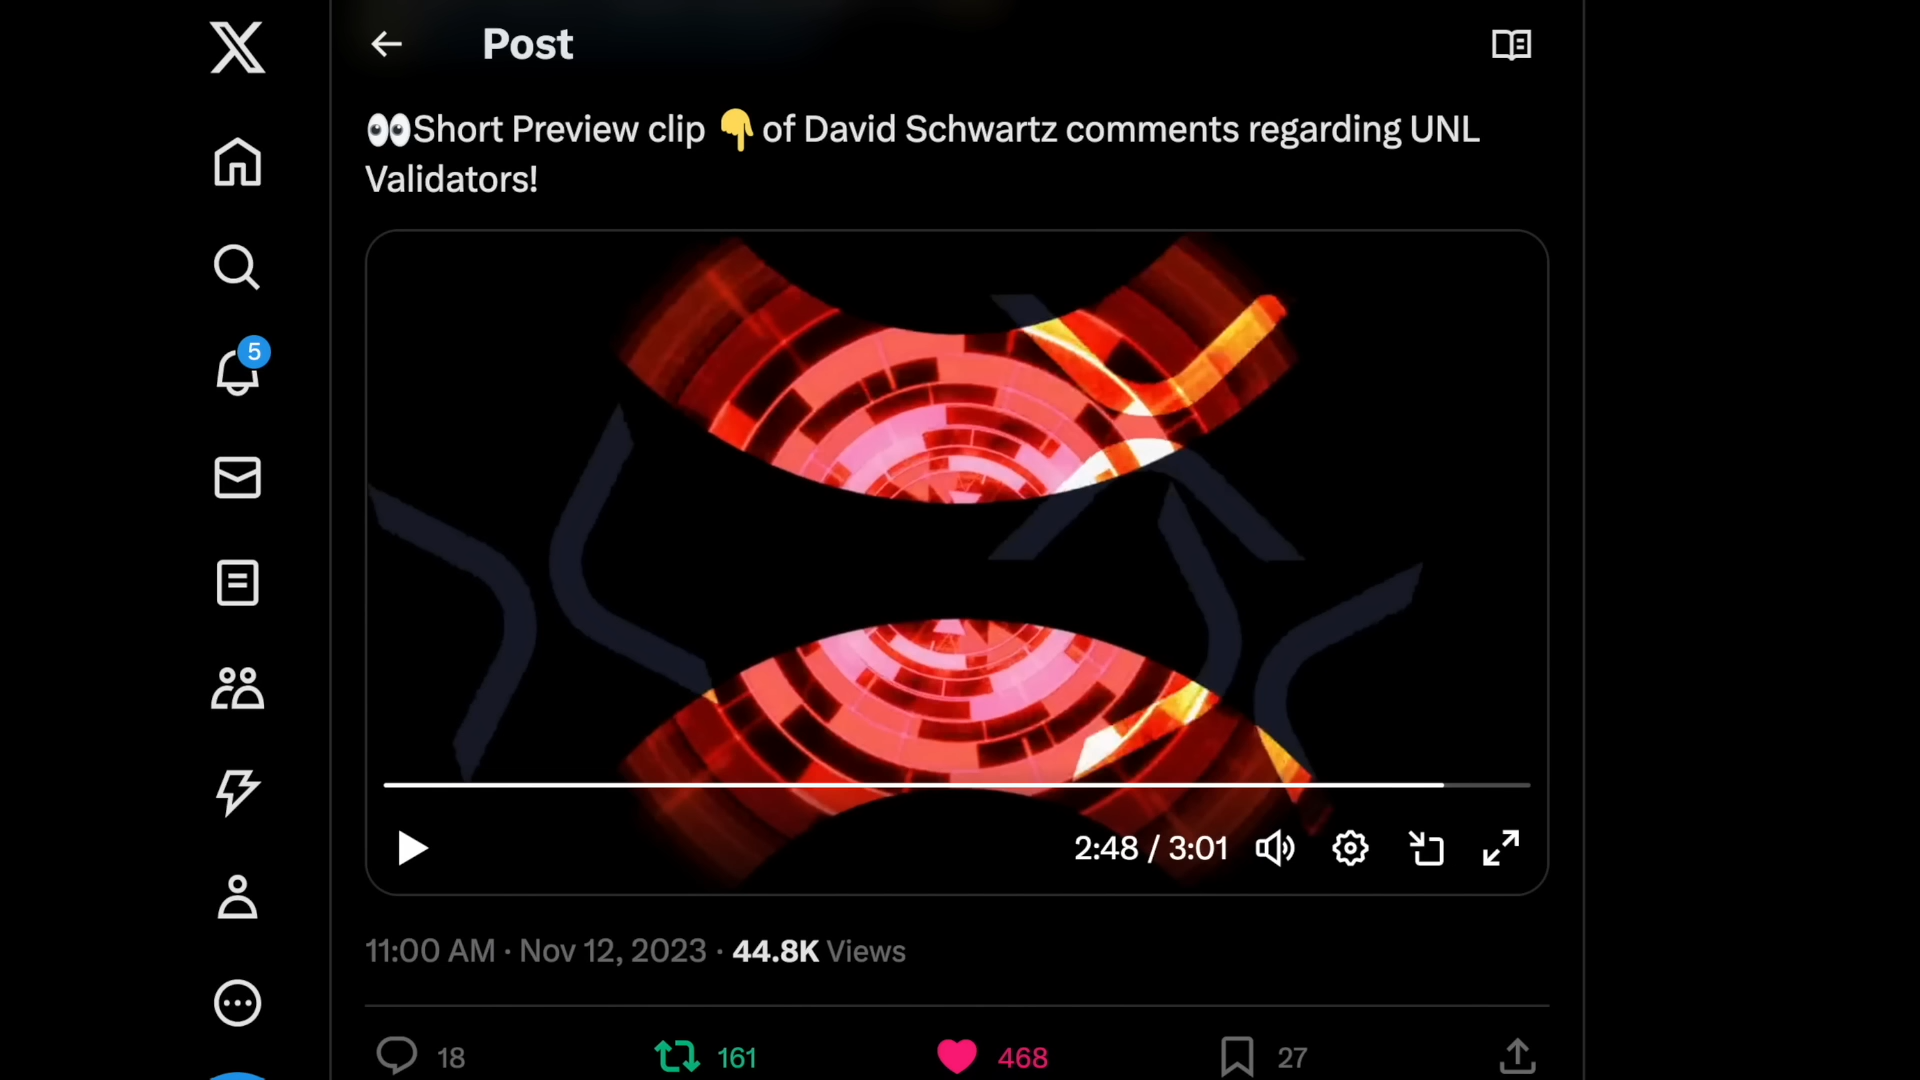 Post
👀Short Preview clip 👇 of David Schwartz comments regarding UNL
Validators!
5
2:48 / 3:01
11:00 AM · Nov 12, 2023 · 44.8K Views
18 161 468 27